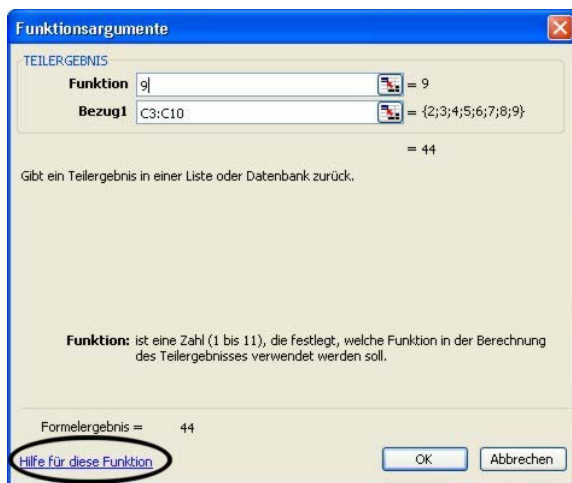 Funktionsargumente
TEILERGEBNIS
Funktion 9 = 9
Bezug1 C3:C10 = {2;3;4;5;6;7;8;9}
= 44
Gibt ein Teilergebnis in einer Liste oder Datenbank zurück.
Funktion: ist eine Zahl (1 bis 11), die festlegt, welche Funktion in der Berechnung
des Teilergebnisses verwendet werden soll.
Formelergebnis = 44
Hilfe für diese Funktion OK Abbrechen